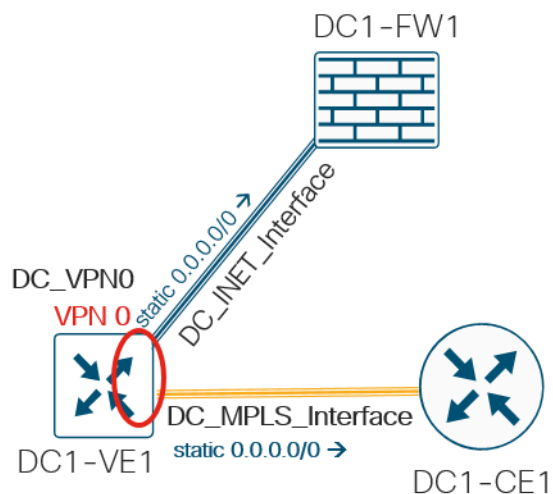 DC1-FW1
static 0.0.0.0/0 →
DC_INET_Interface
DC_VPN0
VPN 0
DC_MPLS_Interface
static 0.0.0.0/0 →
DC1-VE1
DC1-CE1